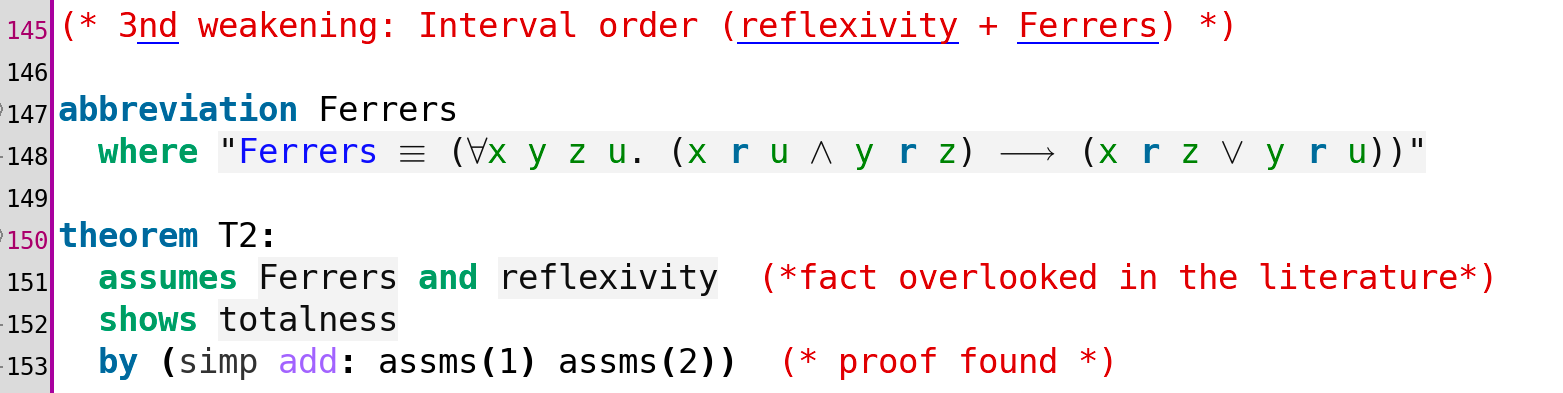 145 (* 3nd weakening: Interval order (reflexivity + Ferrers) *)
146
147 abbreviation Ferrers
148   where "Ferrers ≡ (∀x y z u. (x r u ∧ y r z) ⟶ (x r z ∨ y r u))"
149
150 theorem T2:
151   assumes Ferrers and reflexivity  (*fact overlooked in the literature*)
152   shows totalness
153   by (simp add: assms(1) assms(2))  (* proof found *)